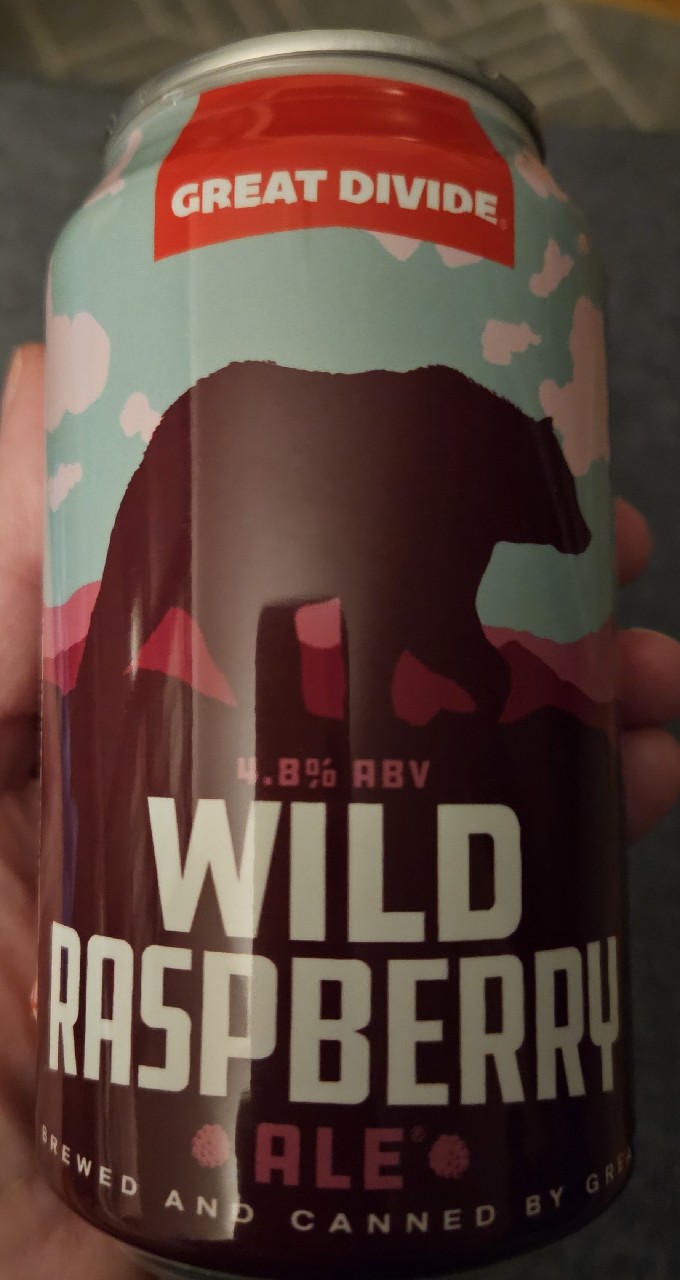 GREAT DIVIDE®
4.8% ABV
WILD
RASPBERRY
ALE®
BREWED AND CANNED BY